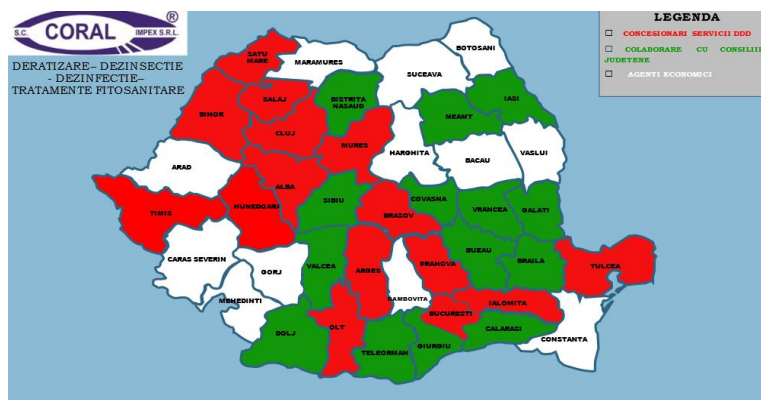 S.C. CORAL IMPEX S.R.L.
®
DERATIZARE– DEZINSECTIE
- DEZINFECTIE–
TRATAMENTE FITOSANITARE
LEGENDA
CONCESIONARI SERVICII DDD
COLABORARE CU CONSILII
JUDETENE
AGENTI ECONOMICI
BOTOSANI
SATU
MARE
MARAMURES
SUCEAVA
SALAJ
BISTRITA
NASAUD
IASI
BIHOR
NEAMT
CLUJ
MURES
HARGHITA
BACAU
VASLUI
ARAD
ALBA
TIMIS
HUNEDOARA
SIBIU
COVASNA
BRASOV
VRANCEA
GALATI
CARAS SEVERIN
GORJ
VALCEA
ARGES
PRAHOVA
BUZAU
BRAILA
TULCEA
MEHEDINTI
DAMBOVITA
IALOMITA
BUCURESTI
OLT
DOLJ
CALARASI
TELEORMAN
GIURGIU
CONSTANTA